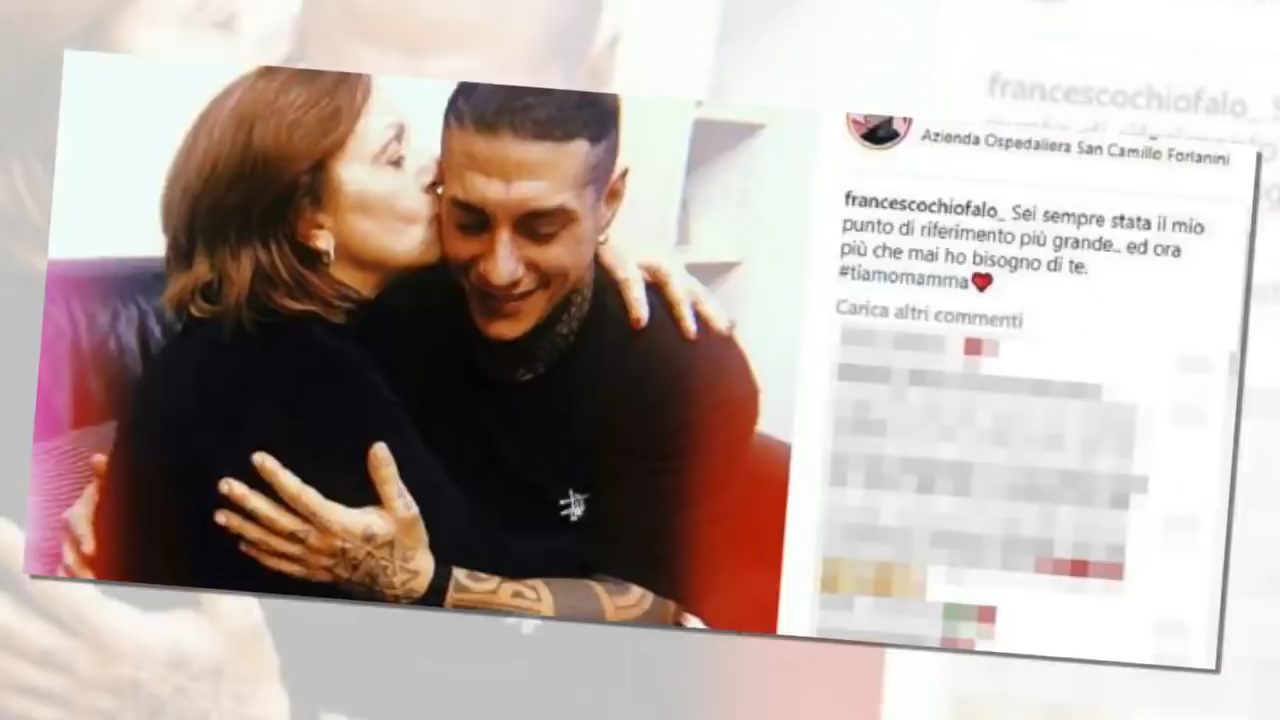 francescochiofalo_
Azienda Ospedaliera San Camillo Forlanini
francescochiofalo_ Sei sempre stata il mio
punto di riferimento più grande.. ed ora
più che mai ho bisogno di te.
#tiamomamma❤
Carica altri commenti